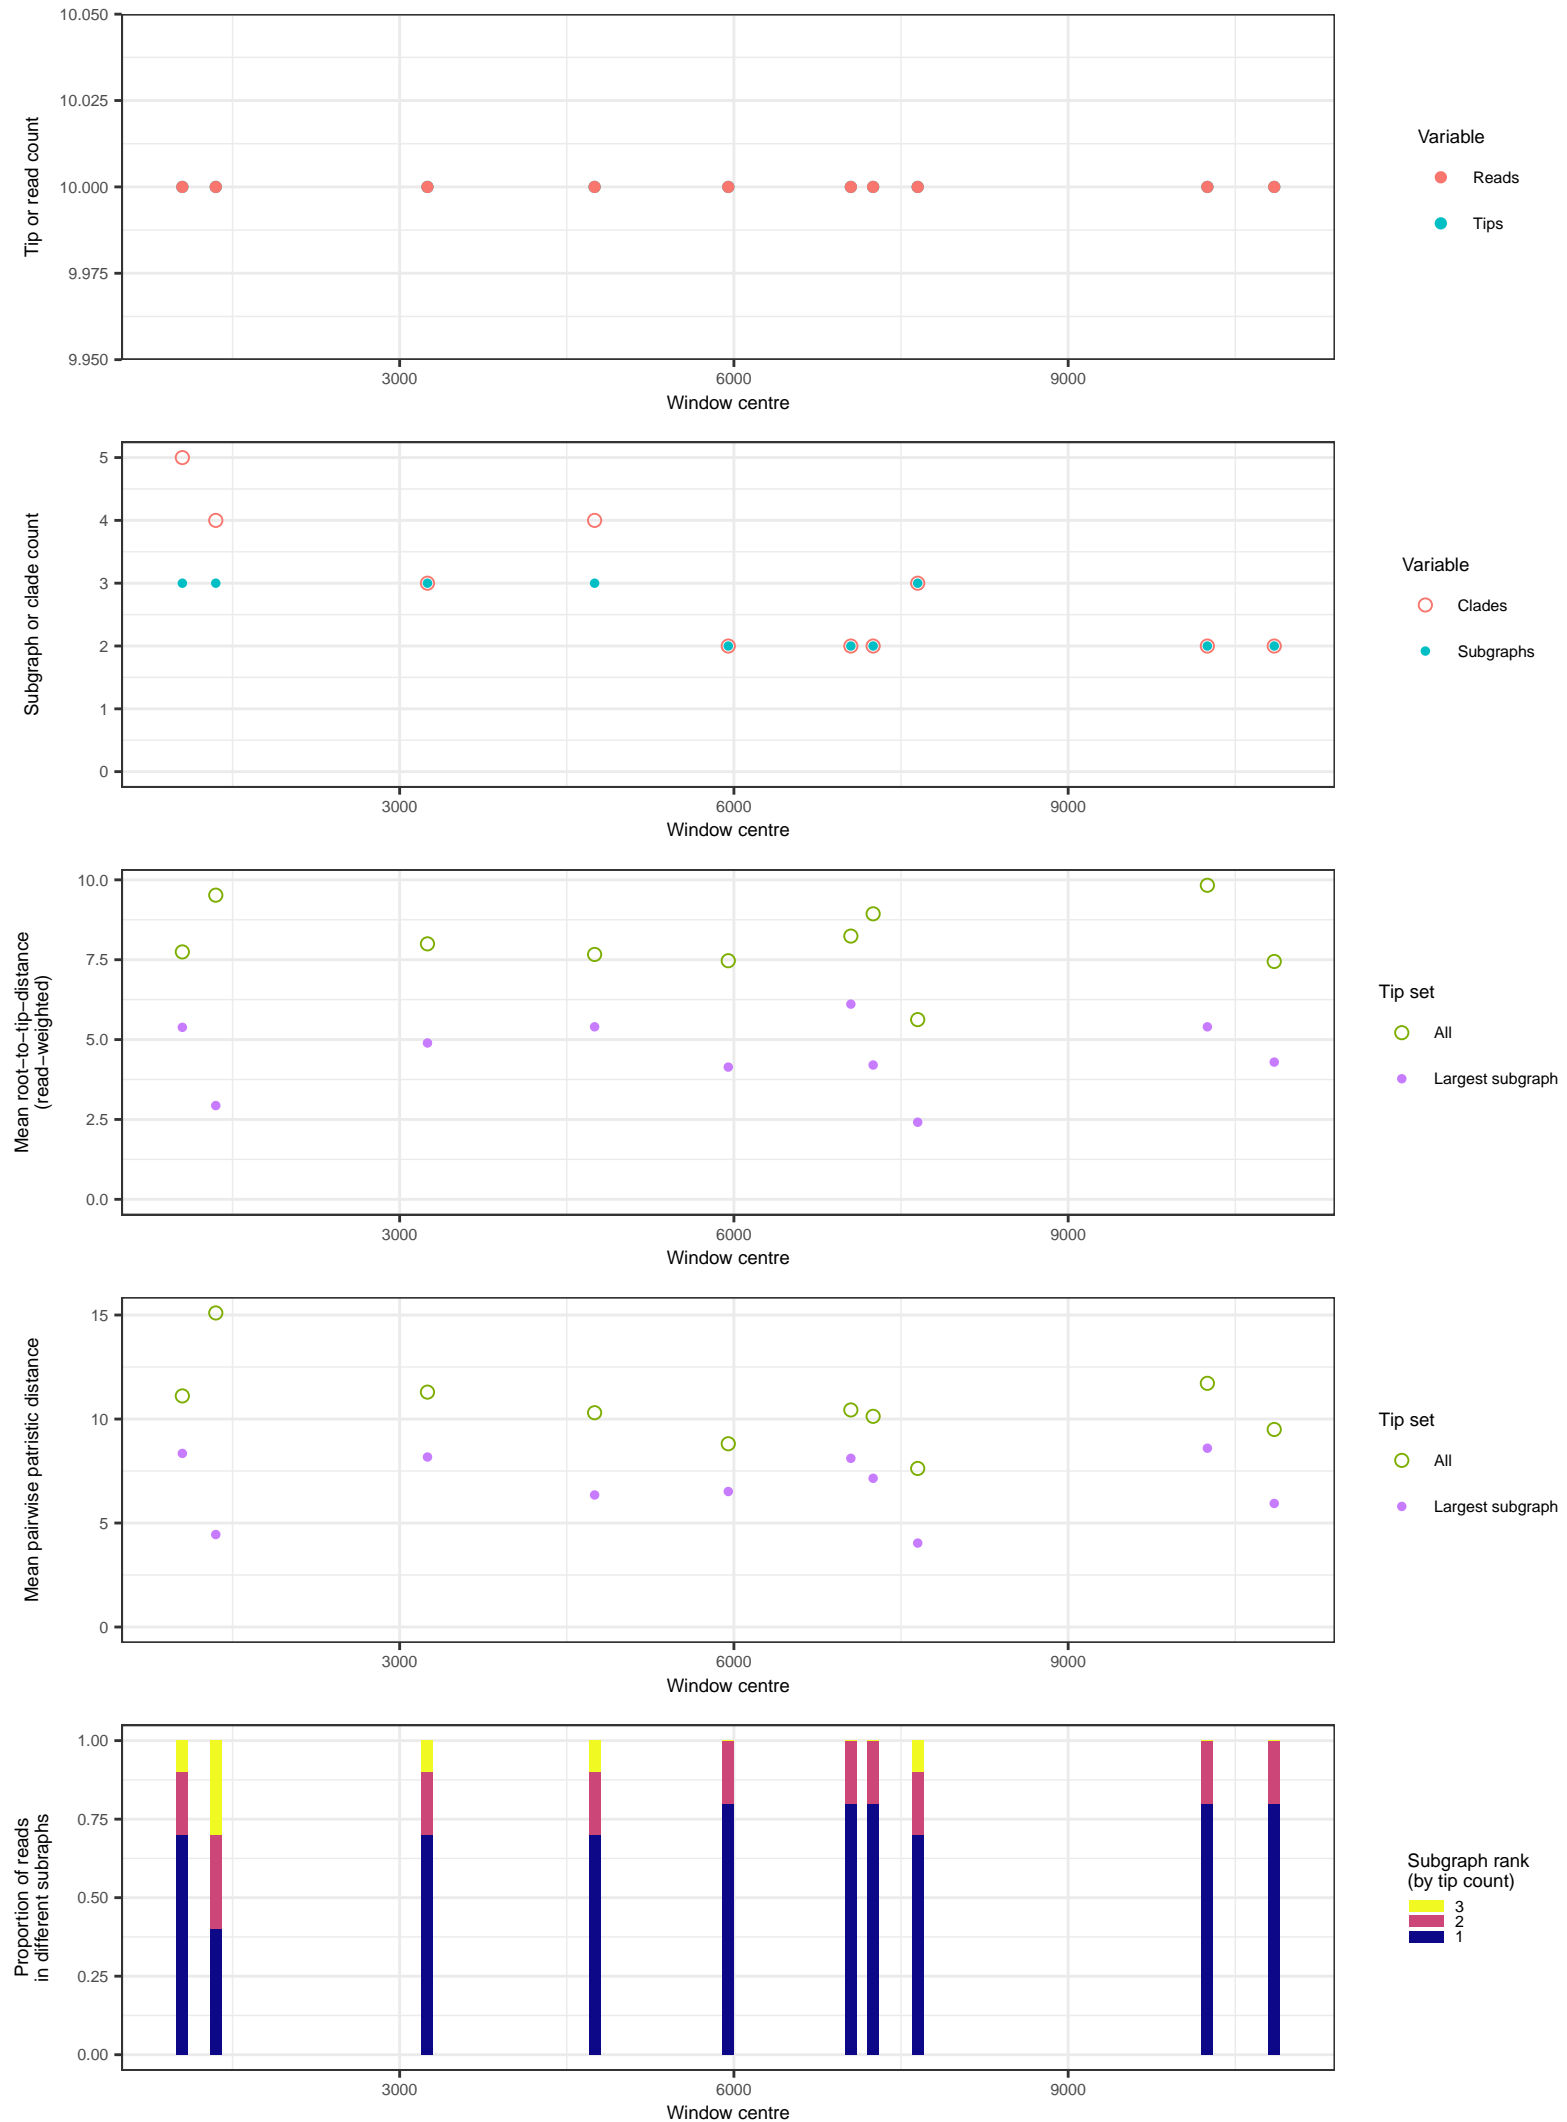 10.050
10.025
10.000
9.975
9.950
Tip or read count
3000 6000 9000
Window centre
Variable
Reads
Tips
5
4
3
2
1
0
Subgraph or clade count
3000 6000 9000
Window centre
Variable
Clades
Subgraphs
10.0
7.5
5.0
2.5
0.0
Mean root−to−tip−distance
(read−weighted)
3000 6000 9000
Window centre
Tip set
All
Largest subgraph
15
10
5
0
Mean pairwise patristic distance
3000 6000 9000
Window centre
Tip set
All
Largest subgraph
1.00
0.75
0.50
0.25
0.00
Proportion of reads
in different subraphs
3000 6000 9000
Window centre
Subgraph rank
(by tip count)
3
2
1